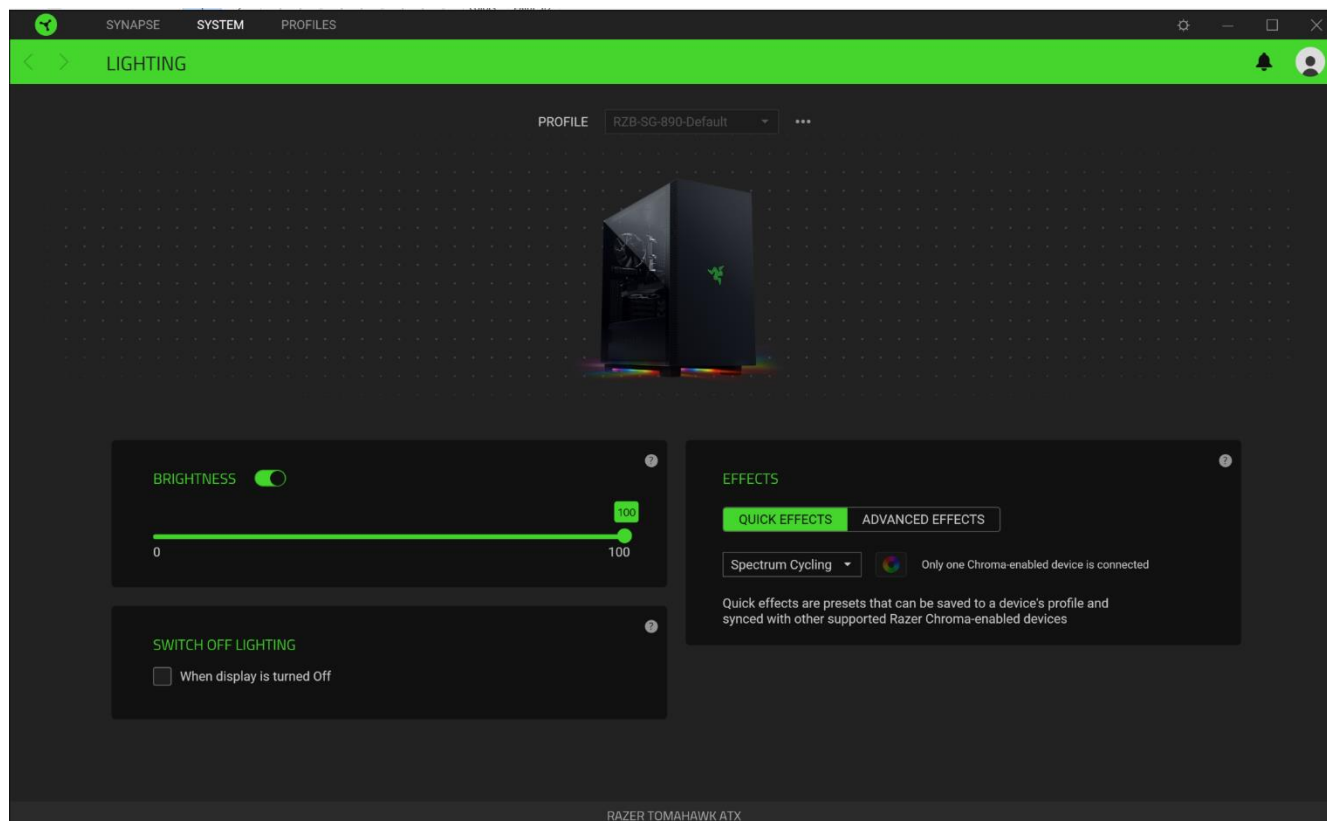 SYNAPSE SYSTEM PROFILES
LIGHTING
PROFILE RZB-SG-890-Default
BRIGHTNESS
100
0 100
SWITCH OFF LIGHTING
When display is turned Off
EFFECTS
QUICK EFFECTS ADVANCED EFFECTS
Spectrum Cycling Only one Chroma-enabled device is connected
Quick effects are presets that can be saved to a device's profile and
synced with other supported Razer Chroma-enabled devices
RAZER TOMAHAWK ATX